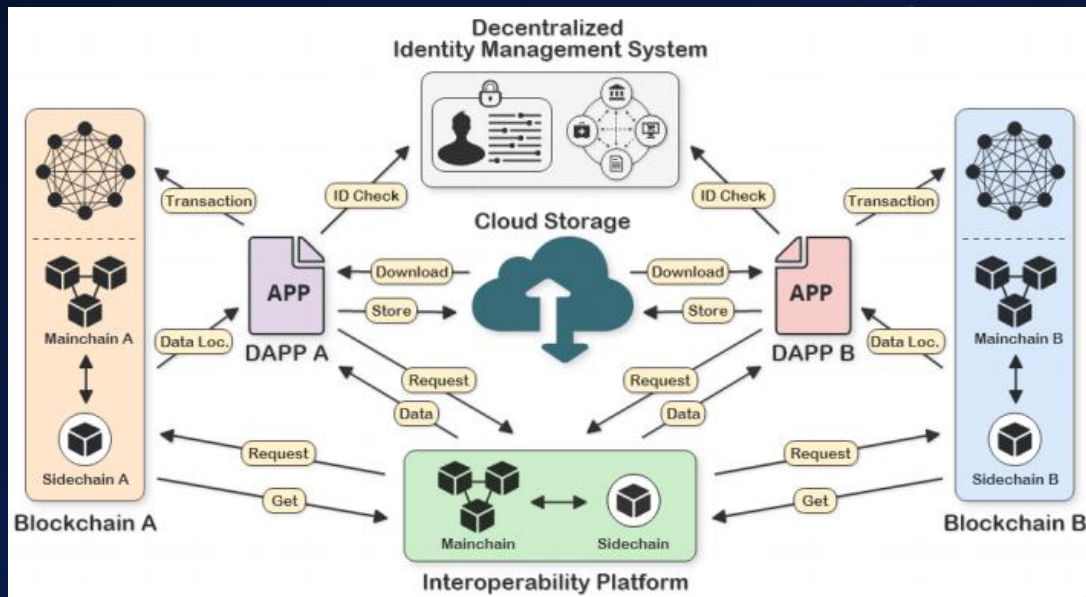 Decentralized
Identity Management System
Transaction
ID Check
ID Check
Transaction
Cloud Storage
Download
Download
APP
APP
Store
Store
Mainchain A
Data Loc.
DAPP A
DAPP B
Data Loc.
Mainchain B
Request
Request
Data
Data
Request
Request
Sidechain A
Get
Get
Sidechain B
Blockchain A
Mainchain
Sidechain
Blockchain B
Interoperability Platform